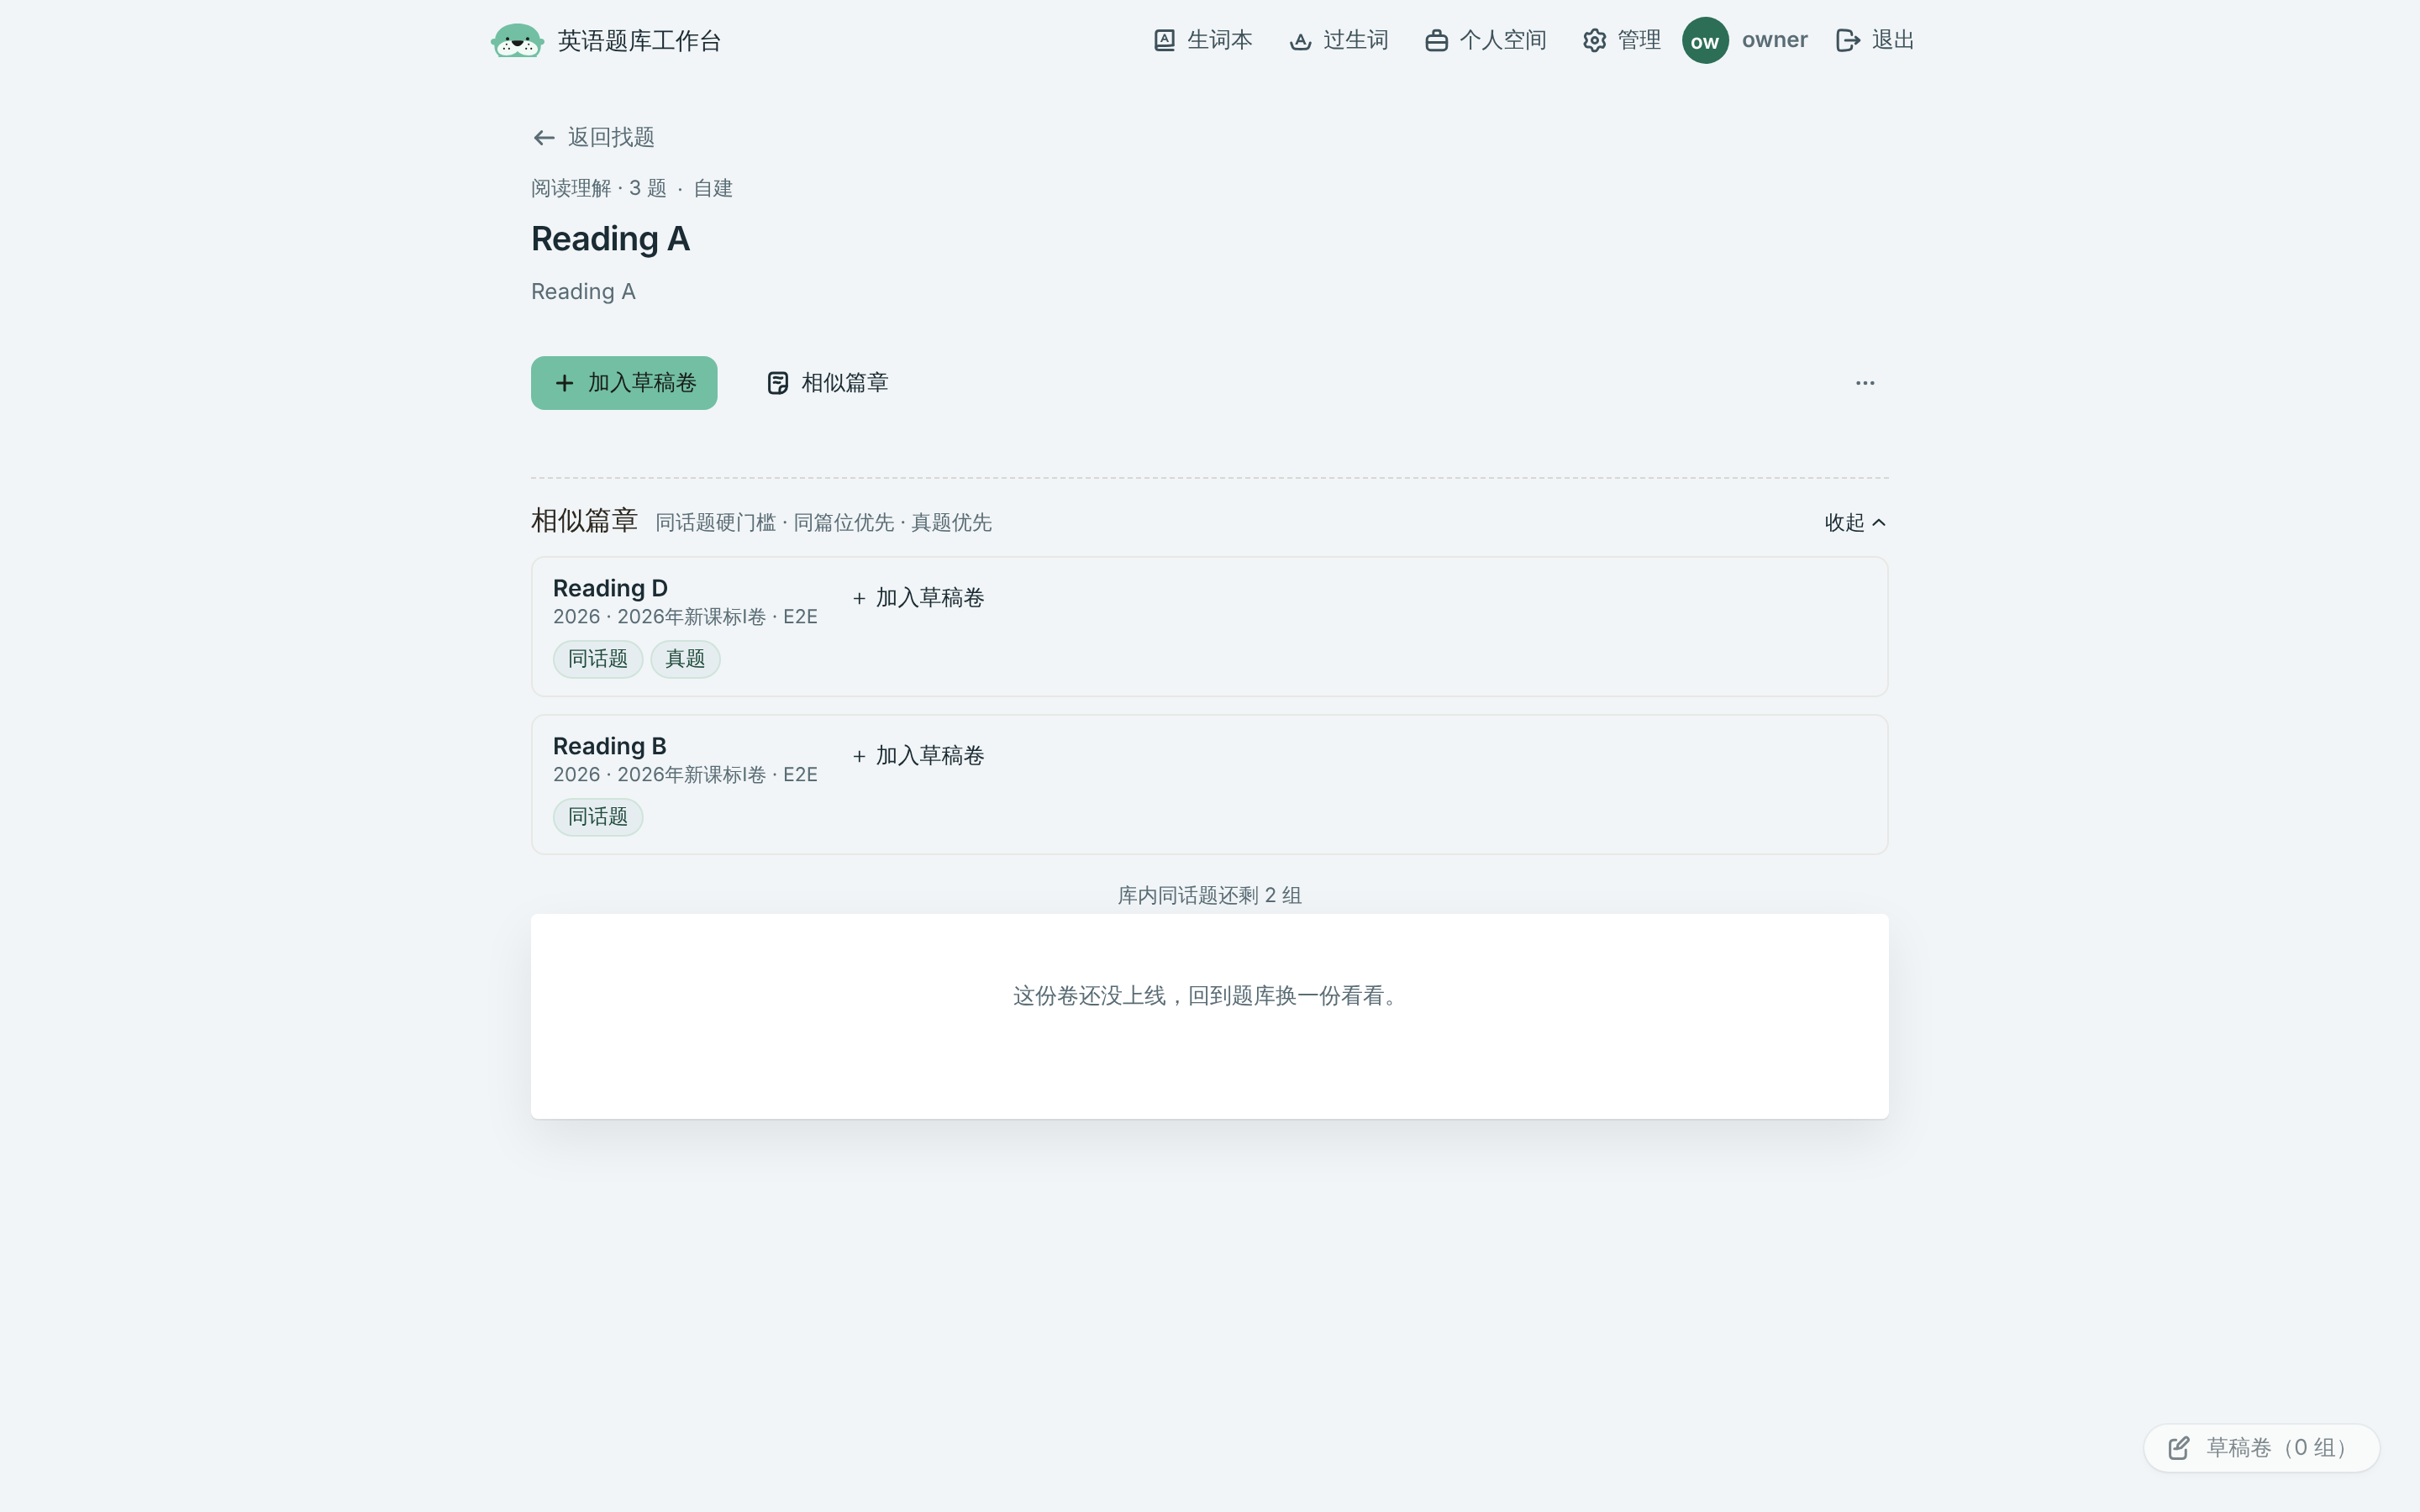 英语题库工作台
生词本 过生词 个人空间 管理 ow owner 退出
返回找题
阅读理解 · 3 题 · 自建
Reading A
Reading A
加入草稿卷 相似篇章 ···
相似篇章 同话题硬门槛 · 同篇位优先 · 真题优先 收起
Reading D
+ 加入草稿卷
2026 · 2026年新课标I卷 · E2E
同话题 真题
Reading B
+ 加入草稿卷
2026 · 2026年新课标I卷 · E2E
同话题
库内同话题还剩 2 组
这份卷还没上线，回到题库换一份看看。
草稿卷（0 组）